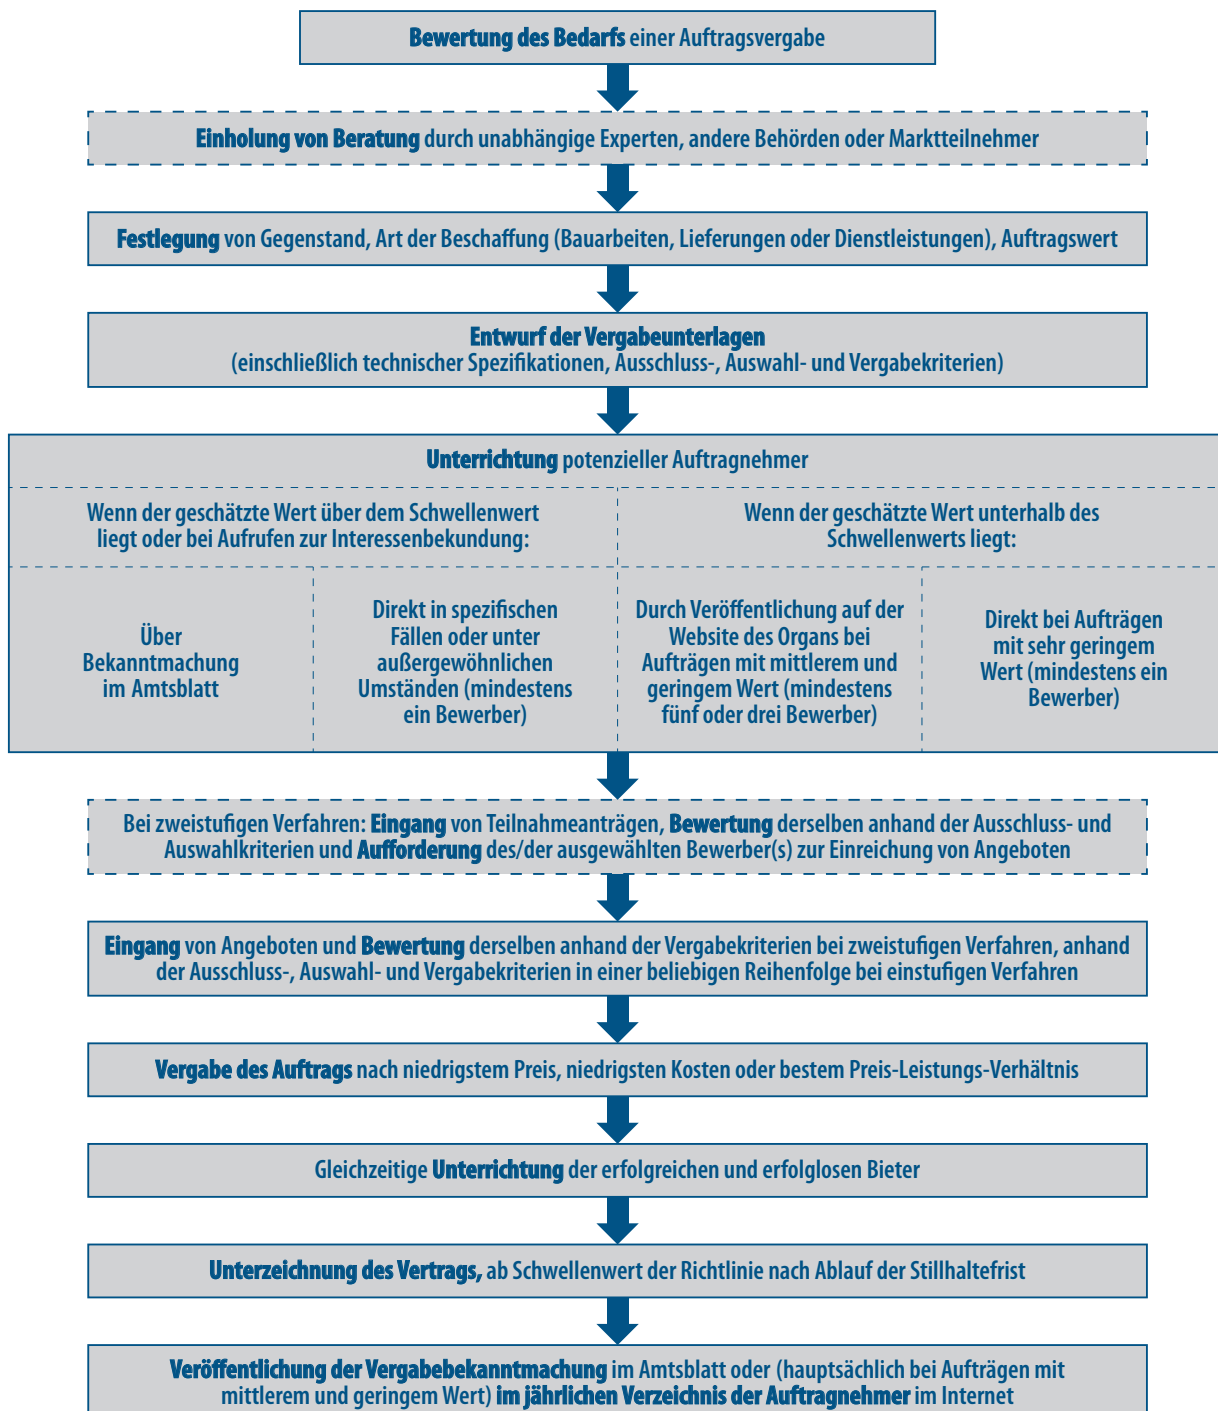 Bewertung des Bedarfs einer Auftragsvergabe
Einholung von Beratung durch unabhängige Experten, andere Behörden oder Marktteilnehmer
Festlegung von Gegenstand, Art der Beschaffung (Bauarbeiten, Lieferungen oder Dienstleistungen), Auftragswert
Entwurf der Vergabeunterlagen
(einschließlich technischer Spezifikationen, Ausschluss-, Auswahl- und Vergabekriterien)
Unterrichtung potenzieller Auftragnehmer
Wenn der geschätzte Wert über dem Schwellenwert
liegt oder bei Aufrufen zur Interessenbekundung:
Wenn der geschätzte Wert unterhalb des
Schwellenwerts liegt:
Über
Bekanntmachung
im Amtsblatt
Direkt in spezifischen
Fällen oder unter
außergewöhnlichen
Umständen (mindestens
ein Bewerber)
Durch Veröffentlichung auf der
Website des Organs bei
Aufträgen mit mittlerem und
geringem Wert (mindestens
fünf oder drei Bewerber)
Direkt bei Aufträgen
mit sehr geringem
Wert (mindestens ein
Bewerber)
Bei zweistufigen Verfahren: Eingang von Teilnahmeanträgen, Bewertung derselben anhand der Ausschluss- und
Auswahlkriterien und Aufforderung des/der ausgewählten Bewerber(s) zur Einreichung von Angeboten
Eingang von Angeboten und Bewertung derselben anhand der Vergabekriterien bei zweistufigen Verfahren, anhand
der Ausschluss-, Auswahl- und Vergabekriterien in einer beliebigen Reihenfolge bei einstufigen Verfahren
Vergabe des Auftrags nach niedrigstem Preis, niedrigsten Kosten oder bestem Preis-Leistungs-Verhältnis
Gleichzeitige Unterrichtung der erfolgreichen und erfolglosen Bieter
Unterzeichnung des Vertrags, ab Schwellenwert der Richtlinie nach Ablauf der Stillhaltefrist
Veröffentlichung der Vergabebekanntmachung im Amtsblatt oder (hauptsächlich bei Aufträgen mit
mittlerem und geringem Wert) im jährlichen Verzeichnis der Auftragnehmer im Internet